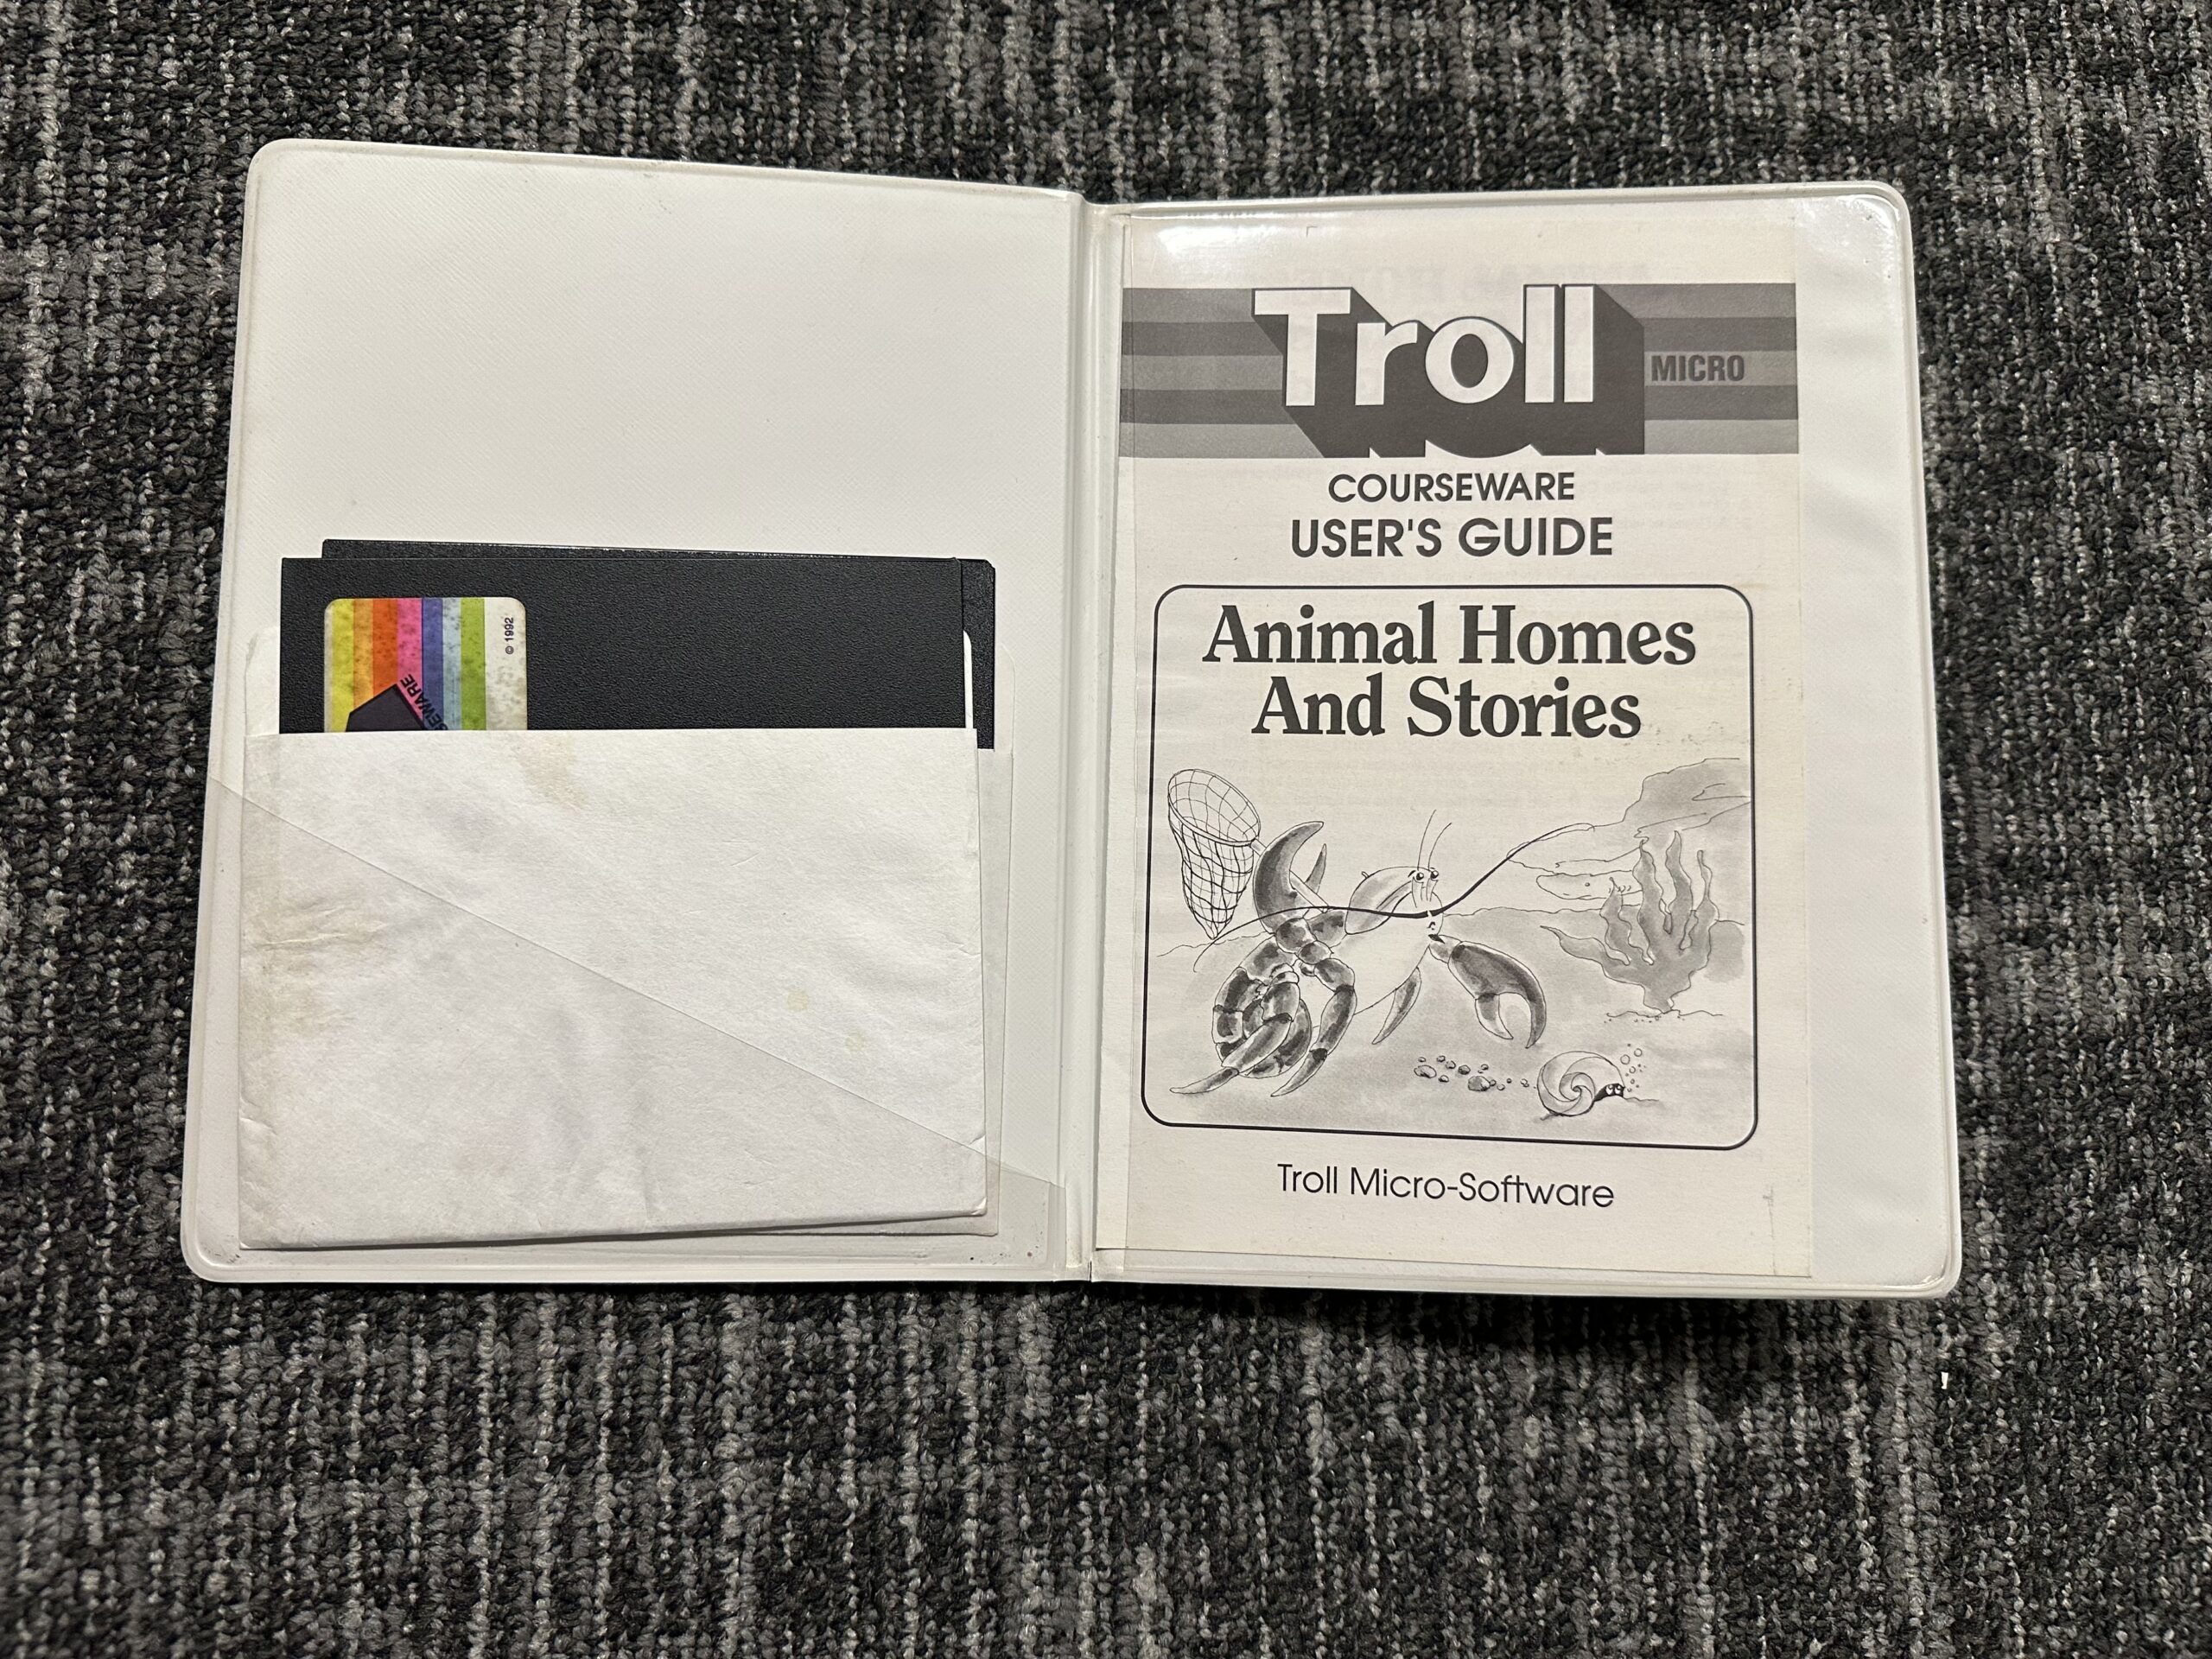 © 1992
Troll
MICRO
COURSEWARE
USER'S GUIDE
Animal Homes
And Stories
Troll Micro-Software